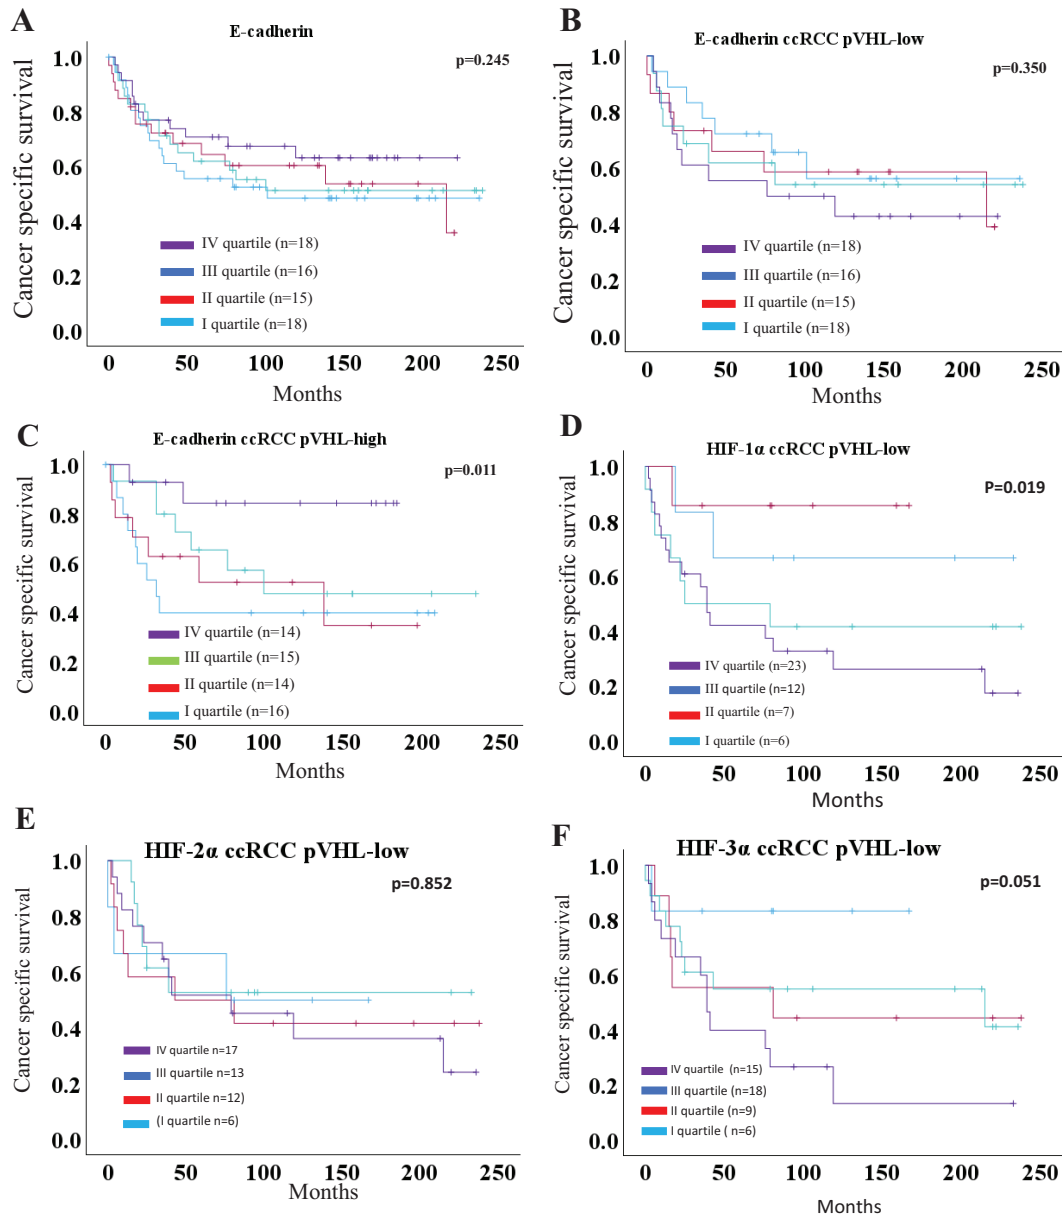 A
E-cadherin
p=0.245
Cancer specific survival
1.0
0.8
0.6
0.4
0.2
0.0
IV quartile (n=18)
III quartile (n=16)
II quartile (n=15)
I quartile (n=18)
0 50 100 150 200 250
Months
B
E-cadherin ccRCC pVHL-low
p=0.350
Cancer specific survival
1.0
0.8
0.6
0.4
0.2
0.0
IV quartile (n=18)
III quartile (n=16)
II quartile (n=15)
I quartile (n=18)
0 50 100 150 200 250
Months
C
E-cadherin ccRCC pVHL-high
p=0.011
Cancer specific survival
1.0
0.8
0.6
0.4
0.2
0.0
IV quartile (n=14)
III quartile (n=15)
II quartile (n=14)
I quartile (n=16)
0 50 100 150 200 250
Months
D
HIF-1α ccRCC pVHL-low
P=0.019
Cancer specific survival
1.0
0.8
0.6
0.4
0.2
0.0
IV quartile (n=23)
III quartile (n=12)
II quartile (n=7)
I quartile (n=6)
0 50 100 150 200 250
Months
E
HIF-2α ccRCC pVHL-low
p=0.852
Cancer specific survival
1.0
0.8
0.6
0.4
0.2
0.0
IV quartile n=17
III quartile n=13
II quartile n=12)
(I quartile n=6)
0 50 100 150 200 250
Months
F
HIF-3α ccRCC pVHL-low
p=0.051
Cancer specific survival
1.0
0.8
0.6
0.4
0.2
0.0
IV quartile (n=15)
III quartile (n=18)
II quartile (n=9)
I quartile ( n=6)
0 50 100 150 200 250
Months